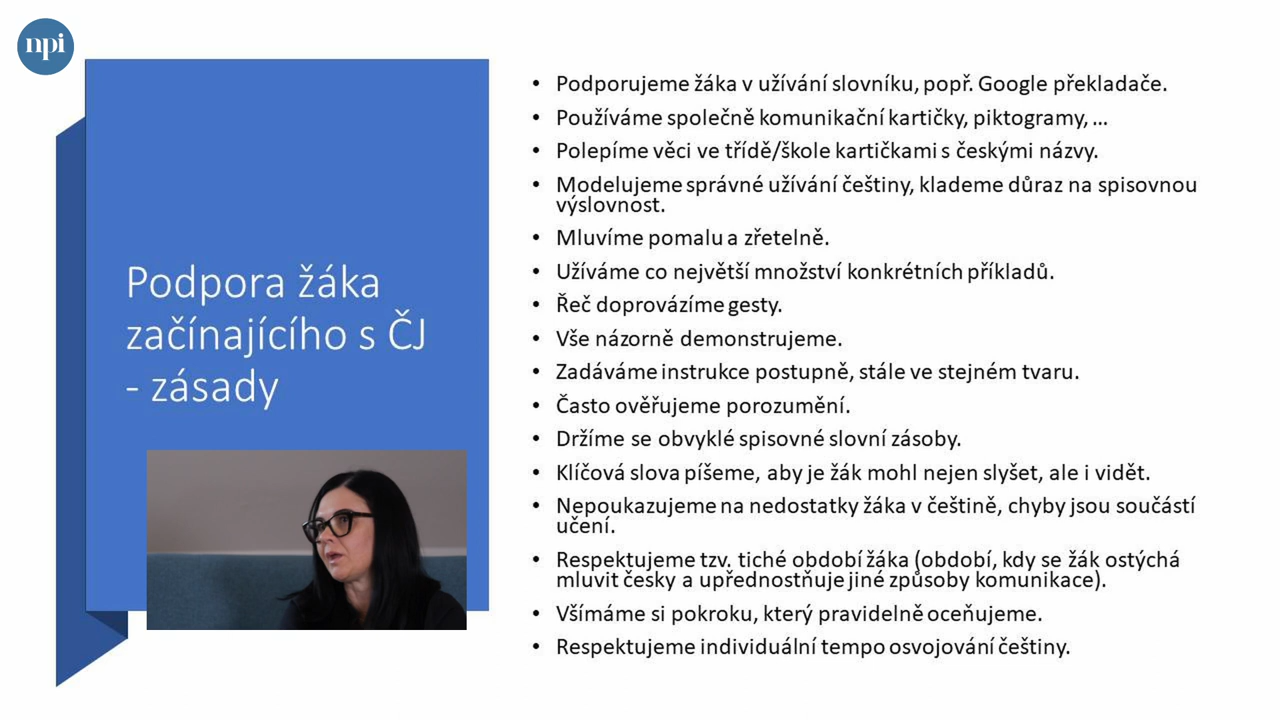 npi
Podpora žáka
začínajícího s ČJ
- zásady
• Podporujeme žáka v užívání slovníku, popř. Google překladače.
• Používáme společně komunikační kartičky, piktogramy, ...
• Polepíme věci ve třídě/škole kartičkami s českými názvy.
• Modelujeme správné užívání češtiny, klademe důraz na spisovnou
výslovnost.
• Mluvíme pomalu a zřetelně.
• Užíváme co největší množství konkrétních příkladů.
• Řeč doprovázíme gesty.
• Vše názorně demonstrujeme.
• Zadáváme instrukce postupně, stále ve stejném tvaru.
• Často ověřujeme porozumění.
• Držíme se obvyklé spisovné slovní zásoby.
• Klíčová slova píšeme, aby je žák mohl nejen slyšet, ale i vidět.
• Nepoukazujeme na nedostatky žáka v češtině, chyby jsou součástí
učení.
• Respektujeme tzv. tiché období žáka (období, kdy se žák ostýchá
mluvit česky a upřednostňuje jiné způsoby komunikace).
• Všímáme si pokroku, který pravidelně oceňujeme.
• Respektujeme individuální tempo osvojování češtiny.